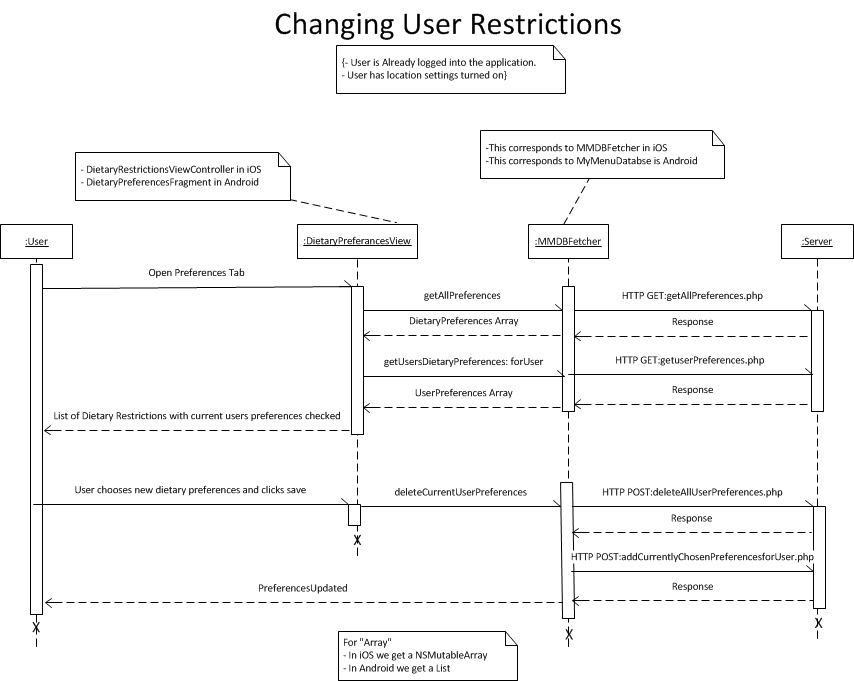 Changing User Restrictions
{- User is Already logged into the application.
- User has location settings turned on}
-This corresponds to MMDBFetcher in iOS
-This corresponds to MyMenuDatabse is Android
- DietaryRestrictionsViewController in iOS
- DietaryPreferencesFragment in Android
:User
:DietaryPreferancesView
:MMDBFetcher
:Server
Open Preferences Tab
getAllPreferences
HTTP GET:getAllPreferences.php
DietaryPreferences Array
Response
getUsersDietaryPreferences: forUser
HTTP GET:getuserPreferences.php
UserPreferences Array
Response
List of Dietary Restrictions with current users preferences checked
User chooses new dietary preferences and clicks save
deleteCurrentUserPreferences
HTTP POST:deleteAllUserPreferences.php
Response
HTTP POST:addCurrentlyChosenPreferencesforUser.php
PreferencesUpdated
Response
For "Array"
- In iOS we get a NSMutableArray
- In Android we get a List